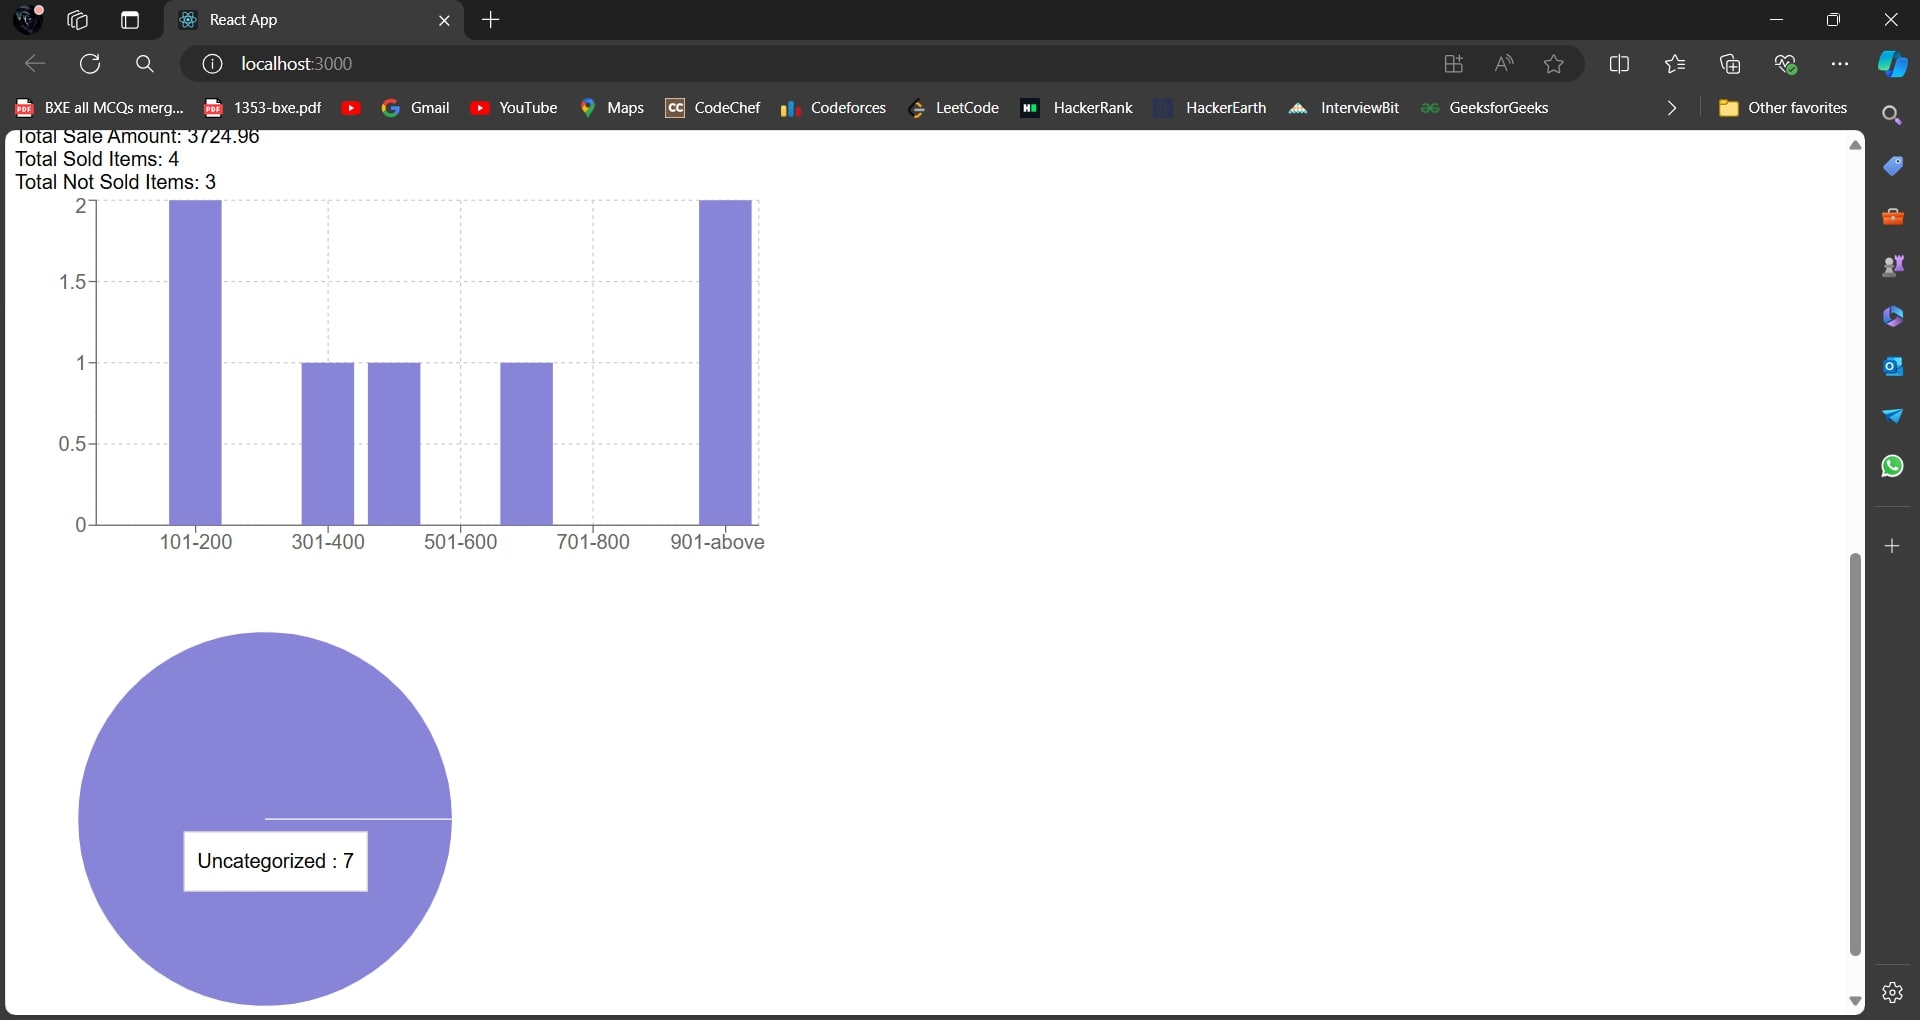 React App
localhost:3000
BXE all MCQs merg... 1353-bxe.pdf Gmail YouTube Maps CodeChef Codeforces LeetCode HackerRank HackerEarth InterviewBit GeeksforGeeks Other favorites
Total Sale Amount: 3724.96
Total Sold Items: 4
Total Not Sold Items: 3
2
1.5
1
0.5
0
101-200 301-400 501-600 701-800 901-above
Uncategorized : 7